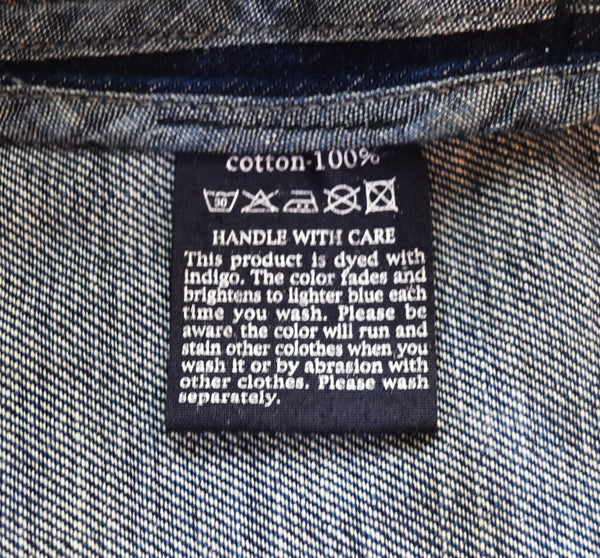 cotton-100%
30
HANDLE WITH CARE
This product is dyed with
indigo. The color fades and
brightens to lighter blue each
time you wash. Please be
aware the color will run and
stain other colothes when you
wash it or by abrasion with
other clothes. Please wash
separately.